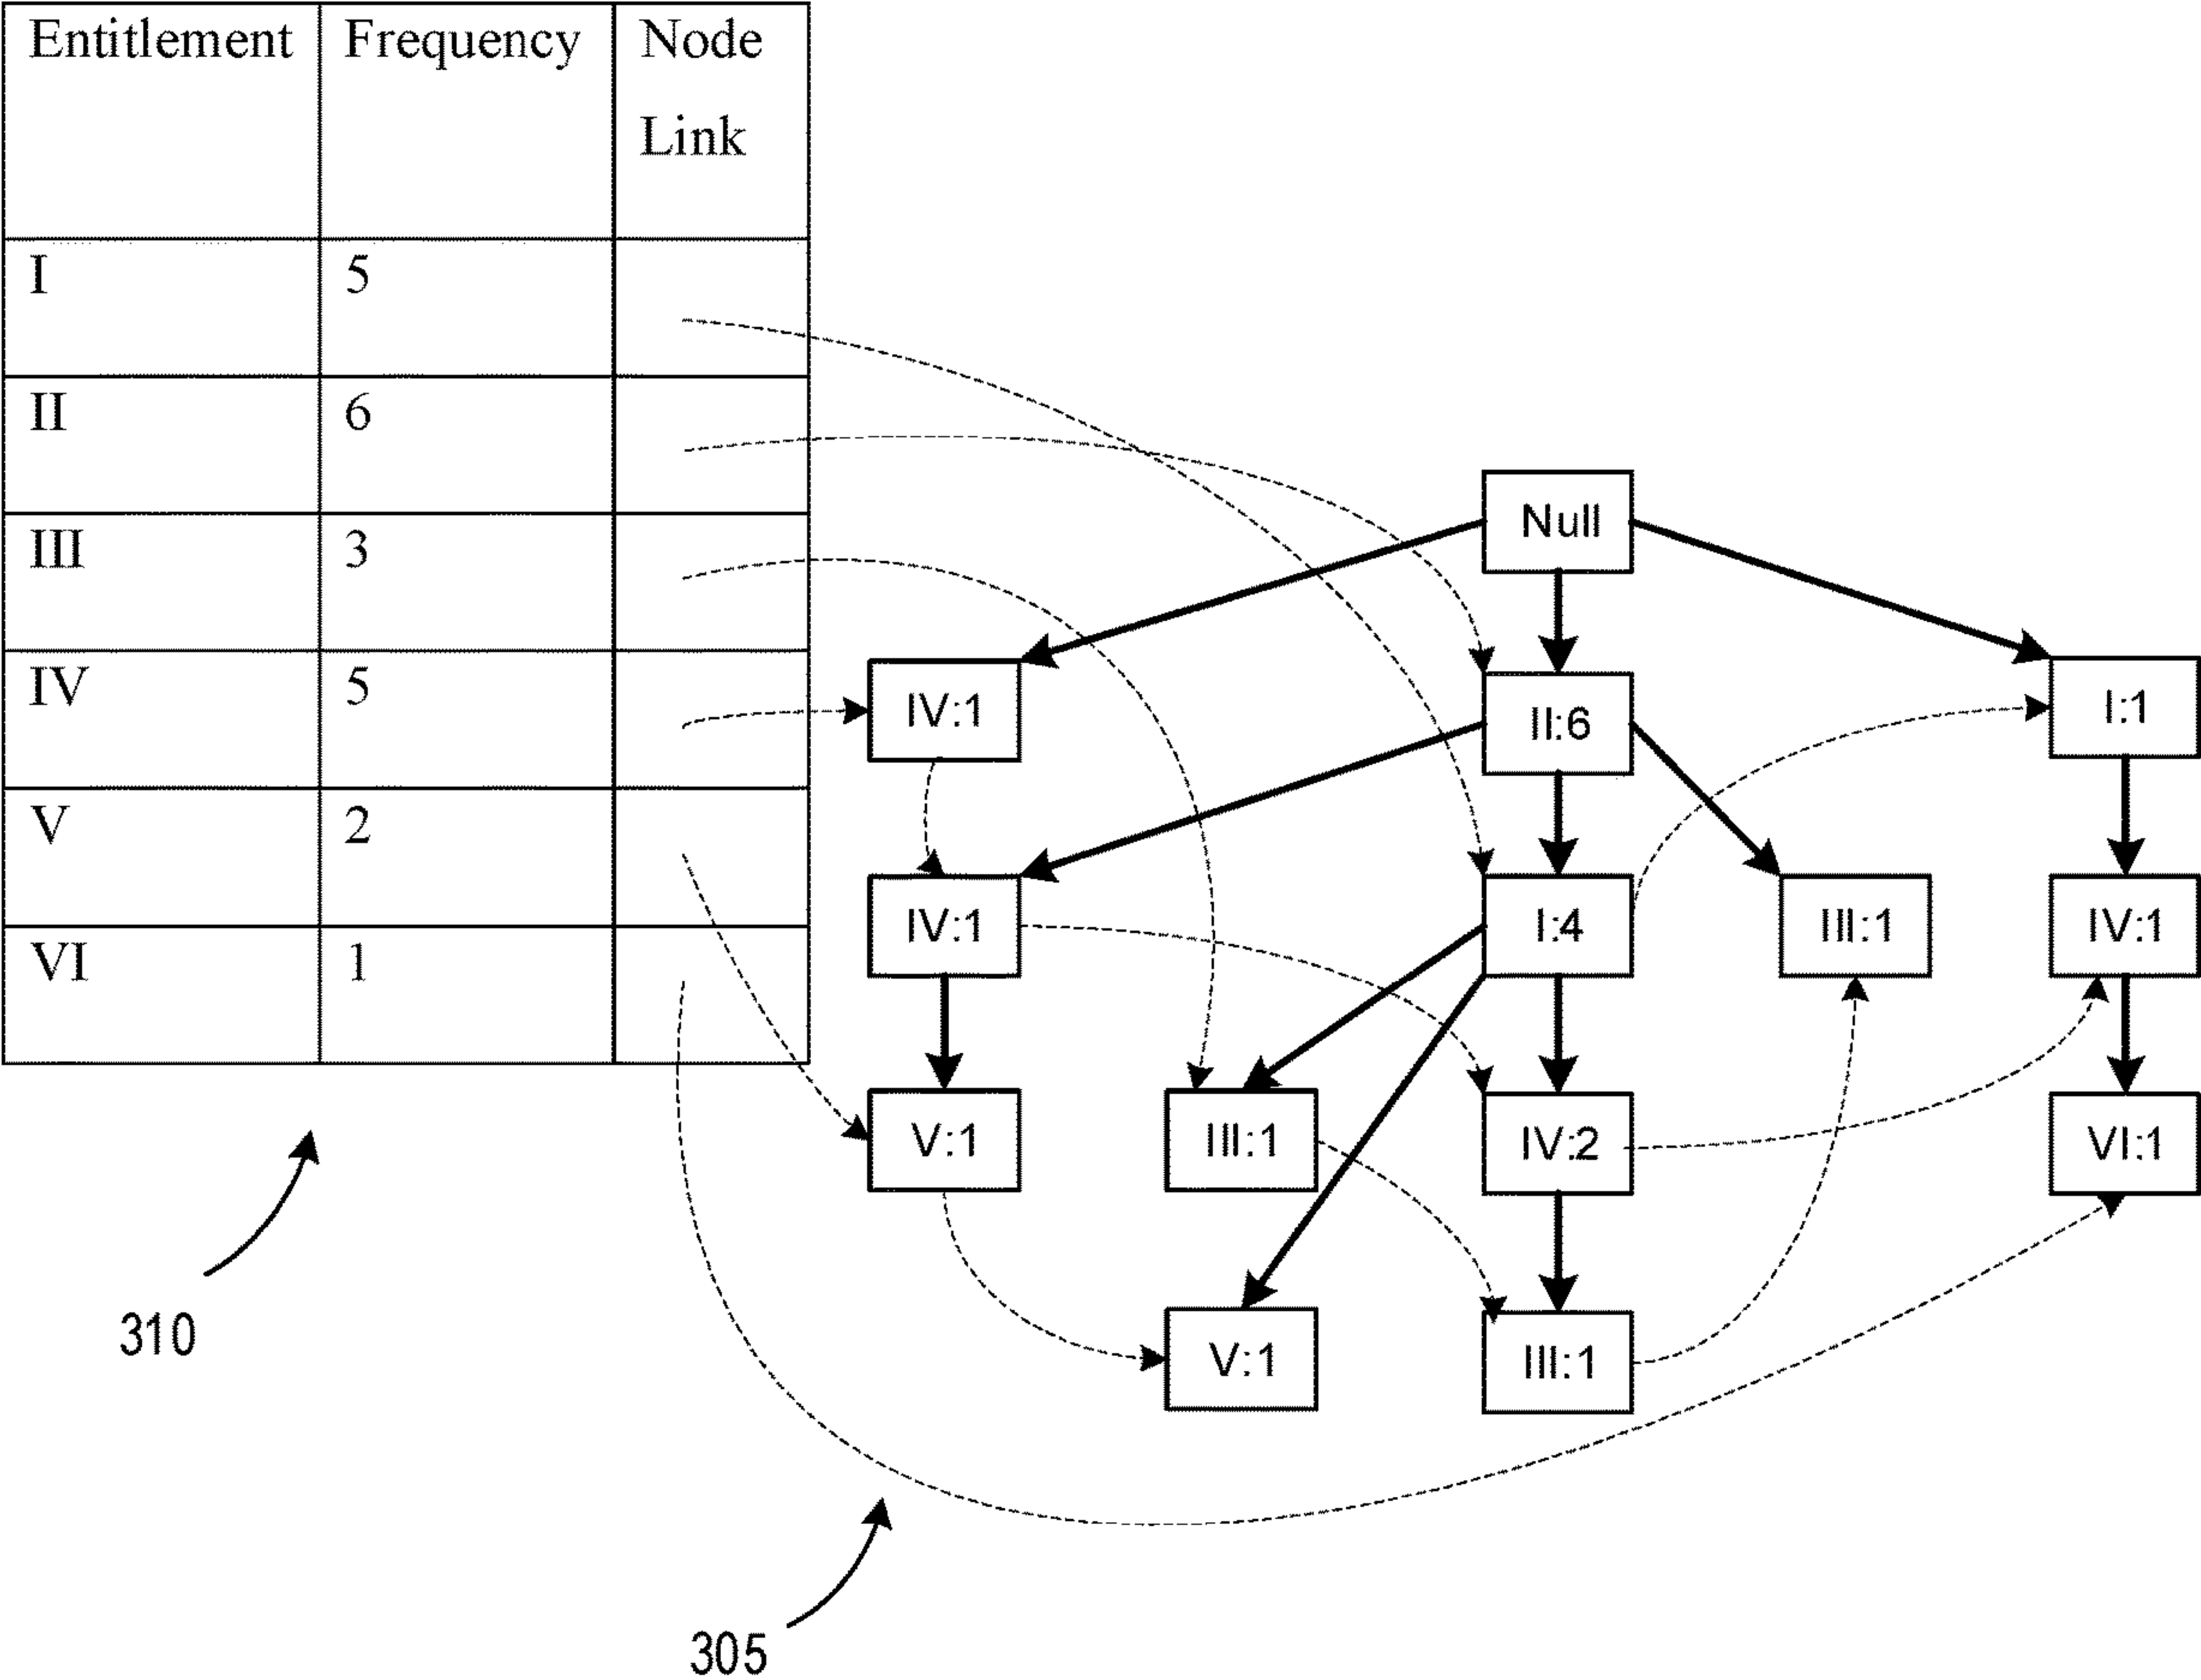 Entitlement Frequency Node Link
I 5
II 6
III 3
IV 5
V 2
VI 1
Null
IV:1 II:6 I:1
IV:1 I:4 III:1 IV:1
V:1 III:1 IV:2 VI:1
V:1 III:1
310
305